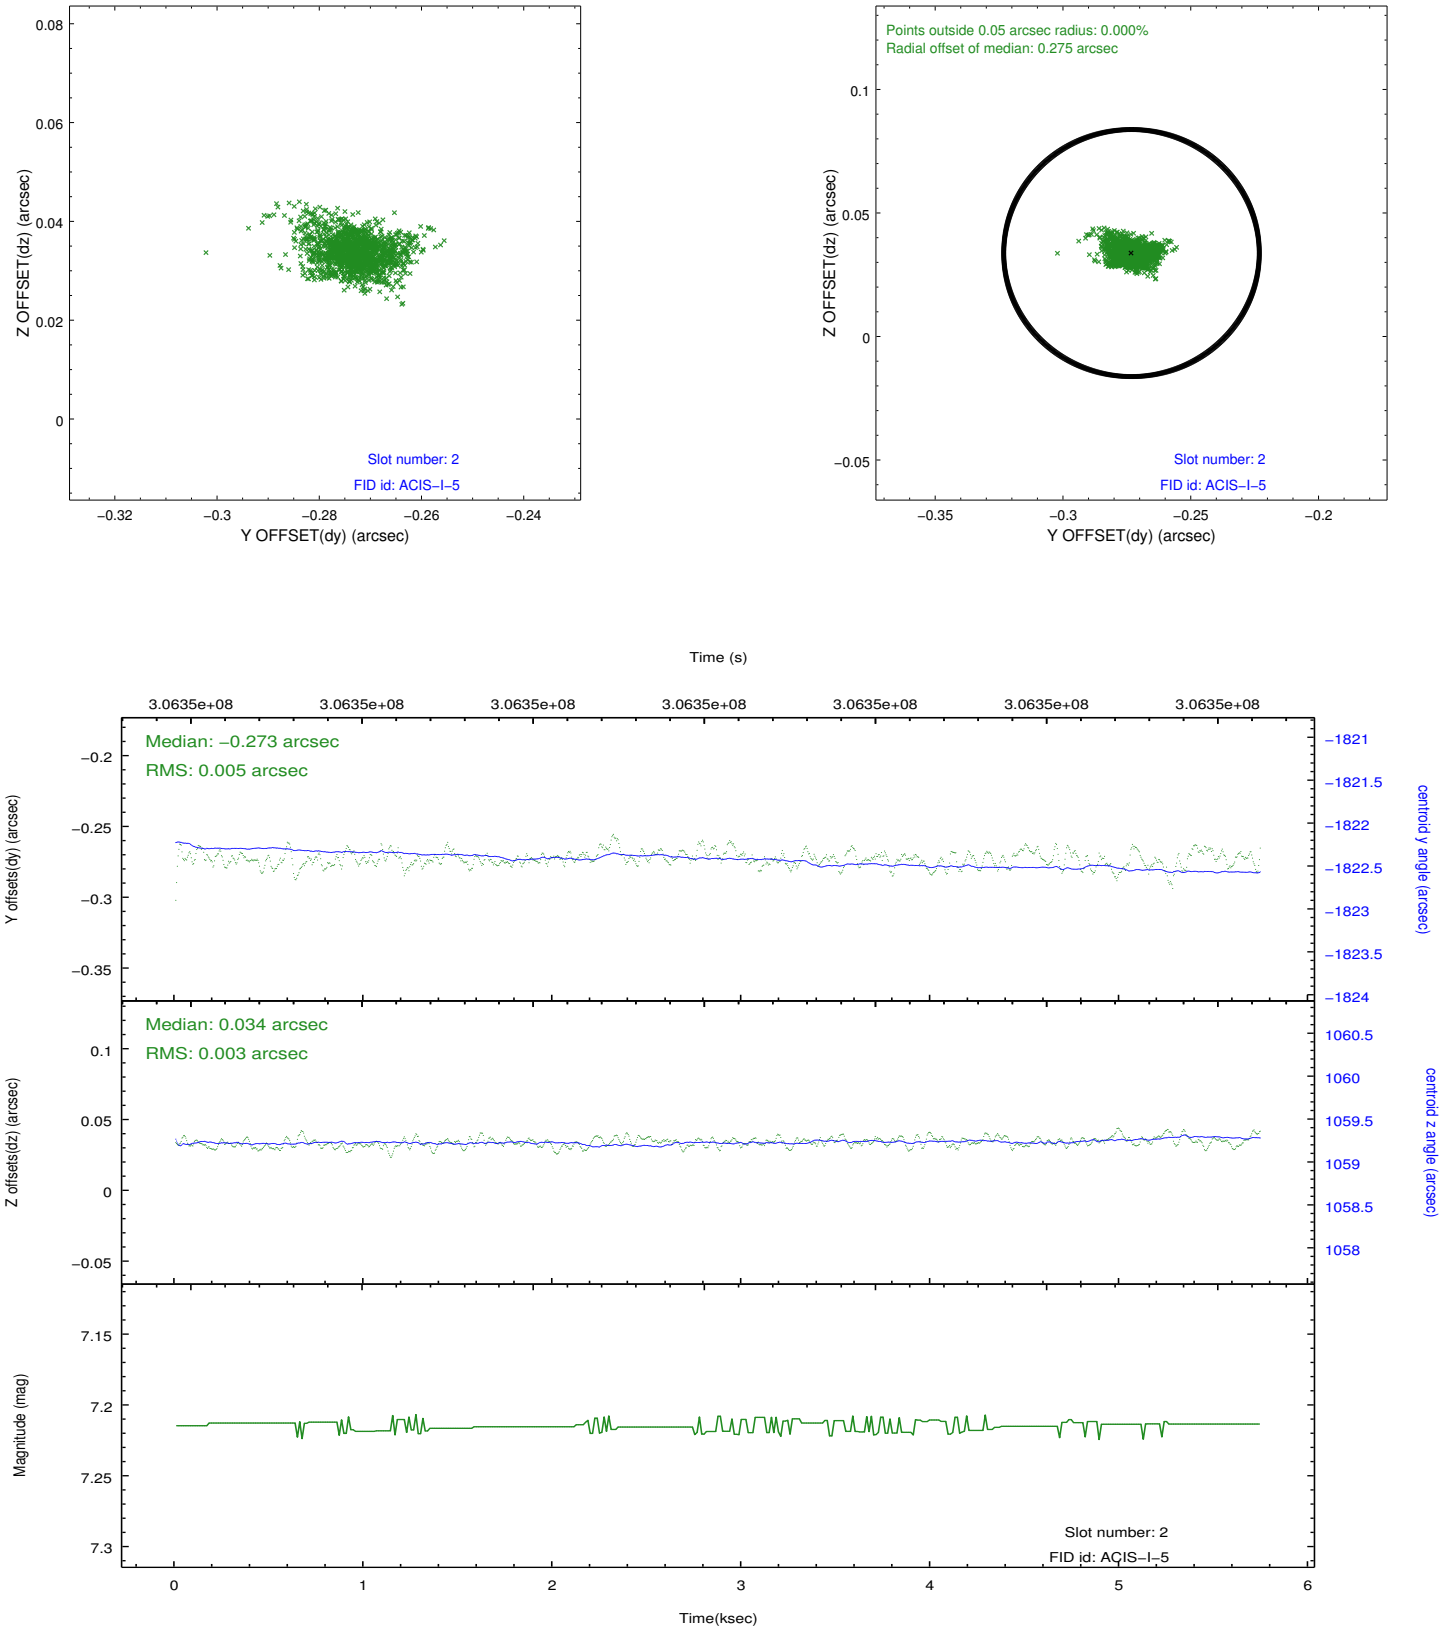 0.08
0.06
0.04
0.02
0
Z OFFSET(dz) (arcsec)
Slot number: 2
FID id: ACIS−I−5
−0.32
−0.3
−0.28
−0.26
−0.24
Y OFFSET(dy) (arcsec)
Points outside 0.05 arcsec radius: 0.000%
Radial offset of median: 0.275 arcsec
0.1
0.05
0
−0.05
Z OFFSET(dz) (arcsec)
Slot number: 2
FID id: ACIS−I−5
−0.35
−0.3
−0.25
−0.2
Y OFFSET(dy) (arcsec)
Time (s)
3.0635e+08 3.0635e+08 3.0635e+08 3.0635e+08 3.0635e+08 3.0635e+08 3.0635e+08
Median: −0.273 arcsec
RMS: 0.005 arcsec
−0.2
−0.25
−0.3
−0.35
Y offsets(dy) (arcsec)
−1821
−1821.5
−1822
−1822.5
−1823
−1823.5
−1824
centroid y angle (arcsec)
Median: 0.034 arcsec
RMS: 0.003 arcsec
0.1
0.05
0
−0.05
Z offsets(dz) (arcsec)
1060.5
1060
1059.5
1059
1058.5
1058
centroid z angle (arcsec)
7.15
7.2
7.25
7.3
Magnitude (mag)
Slot number: 2
FID id: ACIS−I−5
0 1 2 3 4 5 6
Time(ksec)